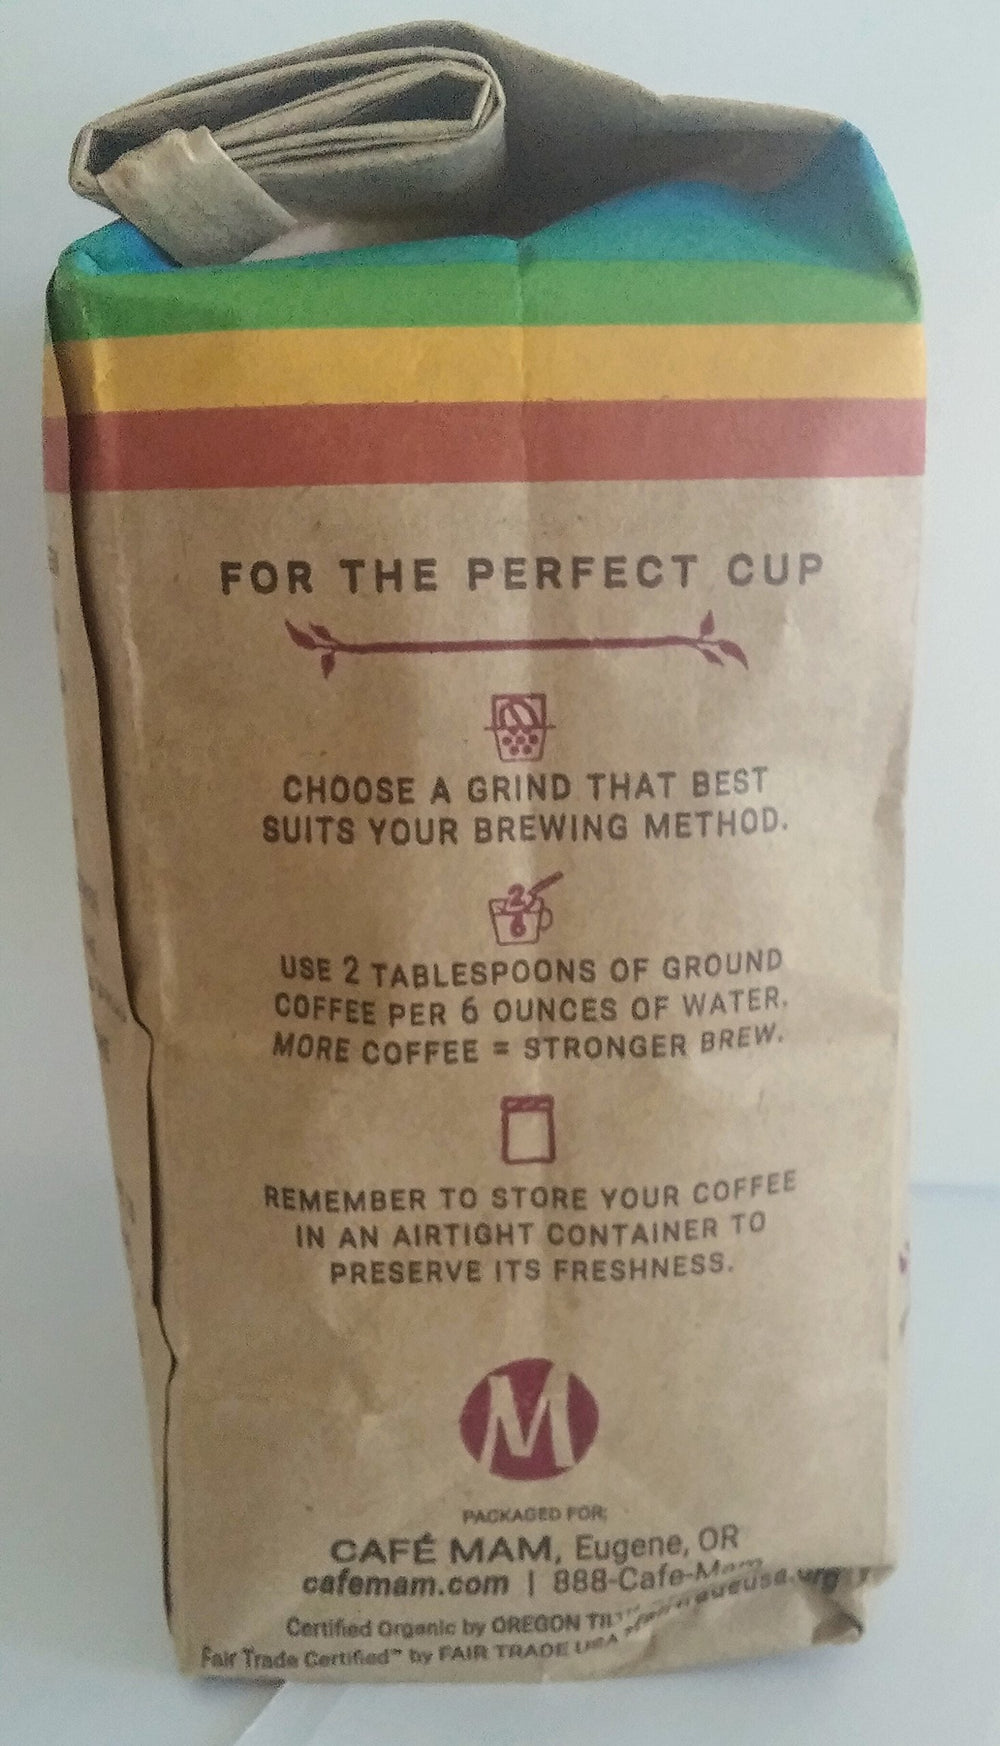 FOR THE PERFECT CUP
CHOOSE A GRIND THAT BEST
SUITS YOUR BREWING METHOD.
2
6
USE 2 TABLESPOONS OF GROUND
COFFEE PER 6 OUNCES OF WATER.
MORE COFFEE = STRONGER BREW.
REMEMBER TO STORE YOUR COFFEE
IN AN AIRTIGHT CONTAINER TO
PRESERVE ITS FRESHNESS.
M
PACKAGED FOR:
CAFÉ MAM, Eugene, OR
cafemam.com | 888-Cafe-Mam
Certified Organic by OREGON
Fair Trade Certified™ by FAIR TRADE USA